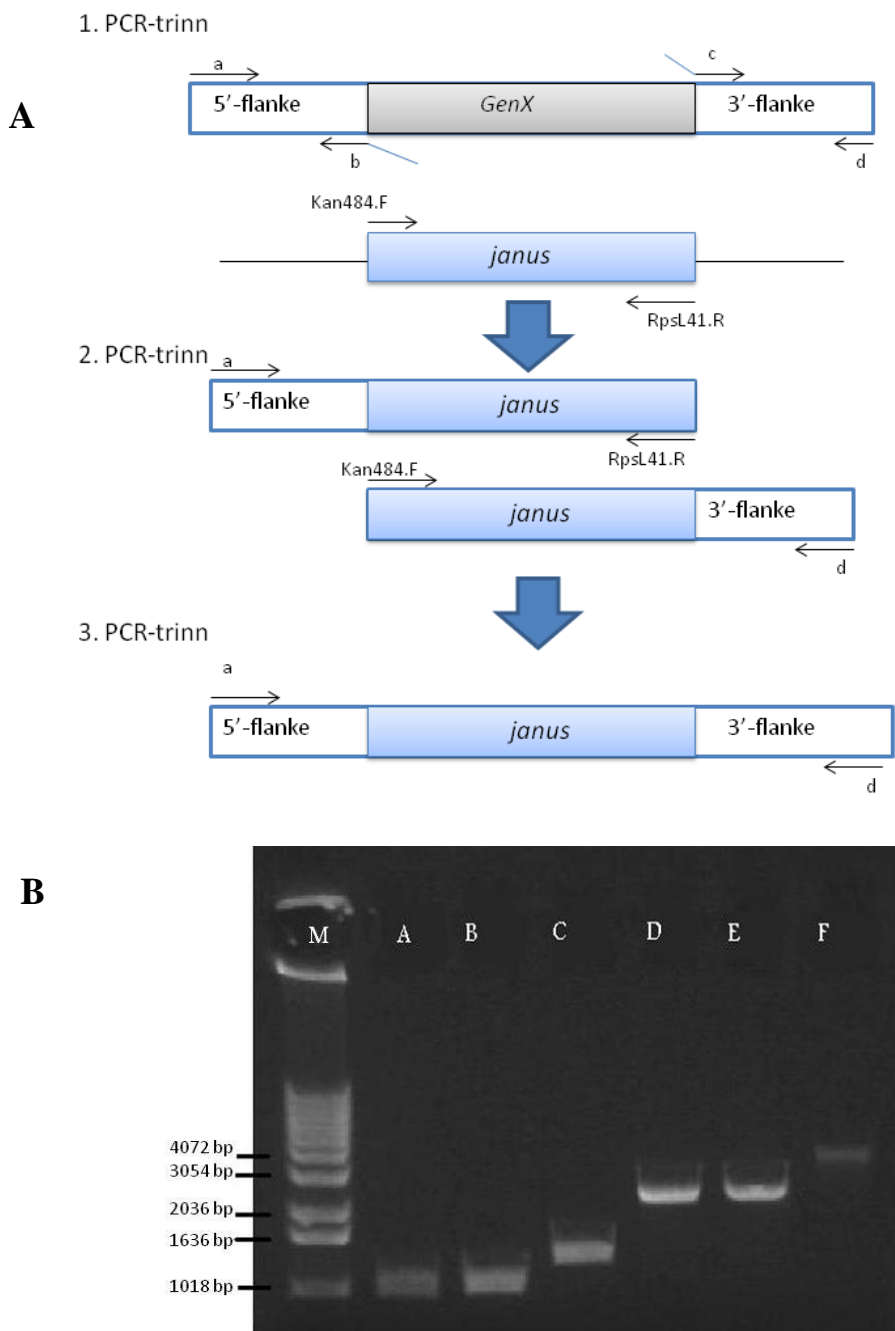 1. PCR-trinn
a
c
A
5′-flanke
GenX
3′-flanke
b
d
Kan484.F
janus
RpsL41.R
2. PCR-trinn
a
5′-flanke
janus
RpsL41.R
Kan484.F
janus
3′-flanke
d
3. PCR-trinn
a
5′-flanke
janus
3′-flanke
d
B
M A B C D E F
4072 bp
3054 bp
2036 bp
1636 bp
1018 bp